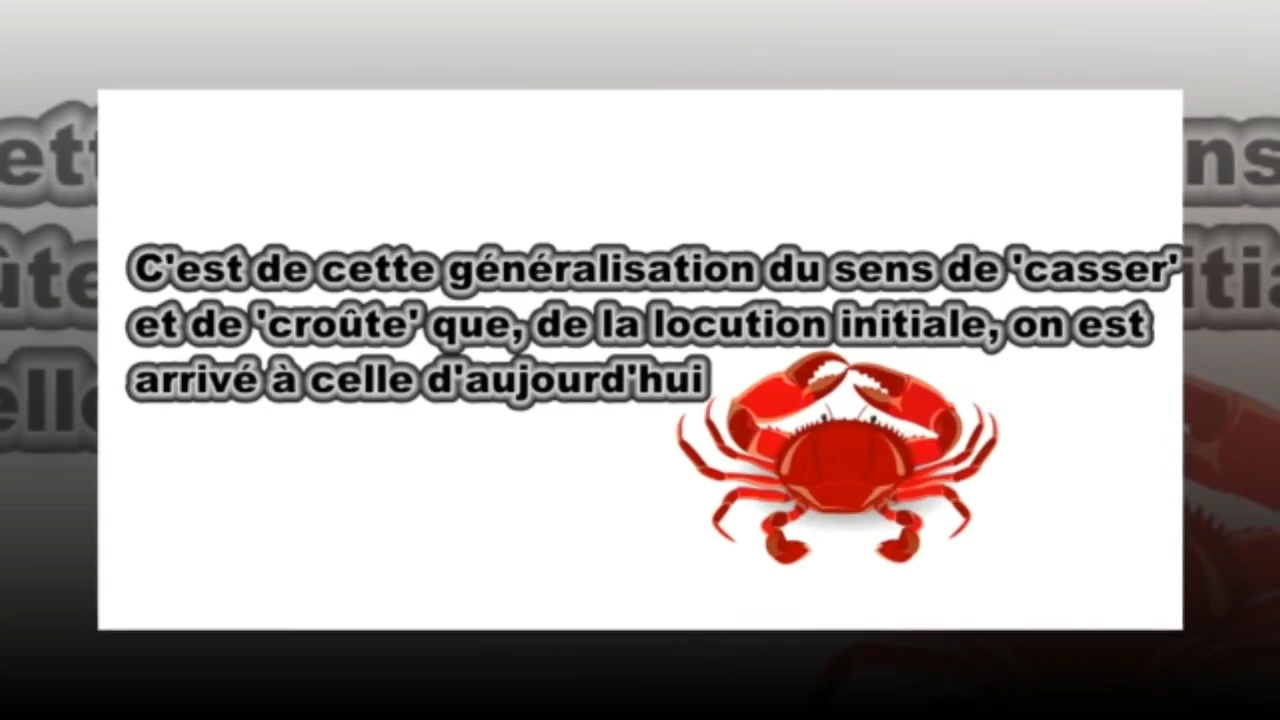 C'est de cette généralisation du sens de 'casser'
et de 'croûte' que, de la locution initiale, on est
arrivé à celle d'aujourd'hui